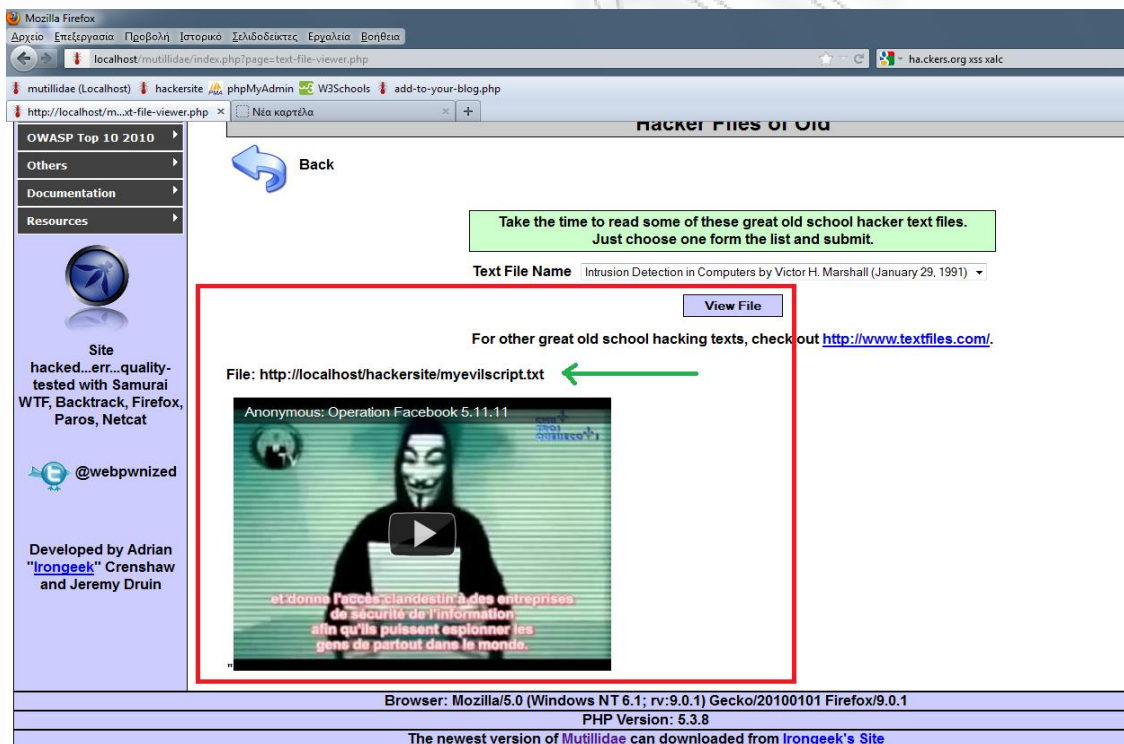 Mozilla Firefox
Αρχείο Επεξεργασία Προβολή Ιστορικό Σελιδοδείκτες Εργαλεία Βοήθεια
localhost/mutillidae/index.php?page=text-file-viewer.php
ha.ckers.org xss xalc
mutillidae (Localhost) hackersite phpMyAdmin W3Schools add-to-your-blog.php
http://localhost/m...xt-file-viewer.php Νέα καρτέλα
Hacker Files of Old
OWASP Top 10 2010
Others
Documentation
Resources
Back
Take the time to read some of these great old school hacker text files.
Just choose one form the list and submit.
Text File Name Intrusion Detection in Computers by Victor H. Marshall (January 29, 1991)
View File
For other great old school hacking texts, check out http://www.textfiles.com/.
File: http://localhost/hackersite/myevilscript.txt
Anonymous: Operation Facebook 5.11.11
et donne l'accès clandestin à des entreprises
de sécurité de l'information
afin qu'ils puissent espionner les
gens de partout dans le monde.
"
Site
hacked...err...quality-
tested with Samurai
WTF, Backtrack, Firefox,
Paros, Netcat
@webpwnized
Developed by Adrian
"Irongeek" Crenshaw
and Jeremy Druin
Browser: Mozilla/5.0 (Windows NT 6.1; rv:9.0.1) Gecko/20100101 Firefox/9.0.1
PHP Version: 5.3.8
The newest version of Mutillidae can downloaded from Irongeek's Site